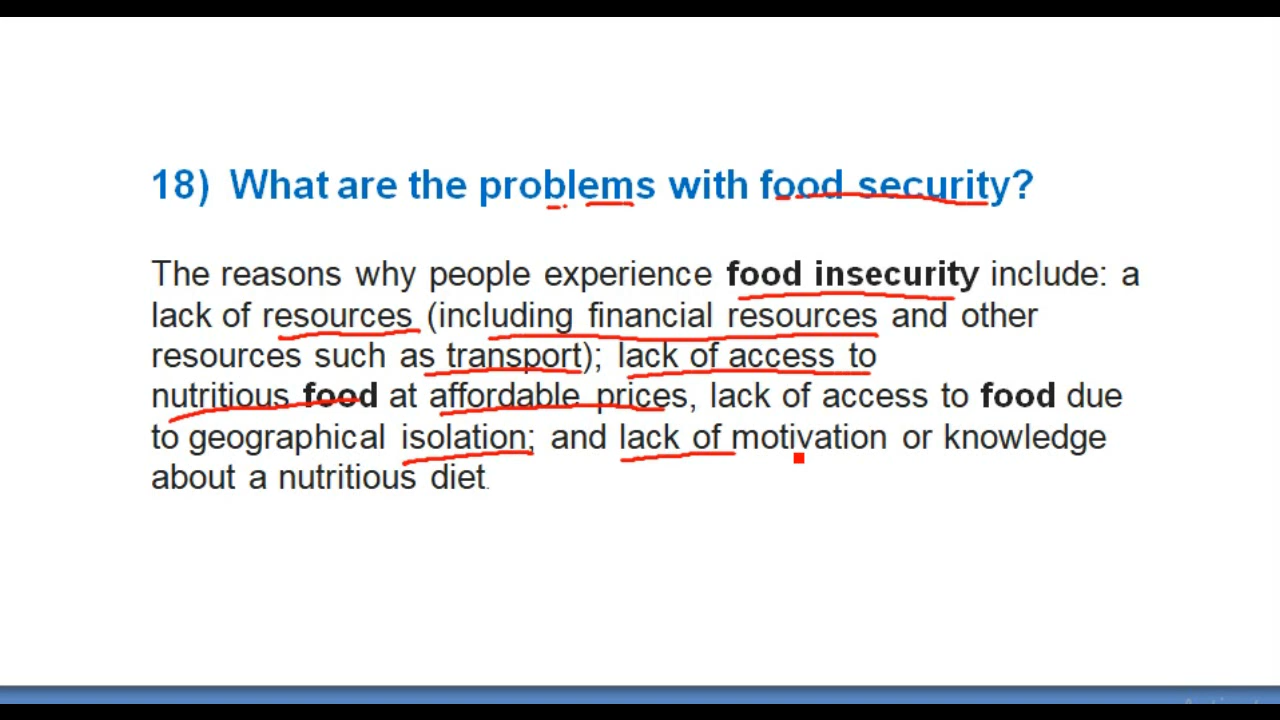 18) What are the problems with food security?
The reasons why people experience food insecurity include: a
lack of resources (including financial resources and other
resources such as transport); lack of access to
nutritious food at affordable prices, lack of access to food due
to geographical isolation; and lack of motivation or knowledge
about a nutritious diet.